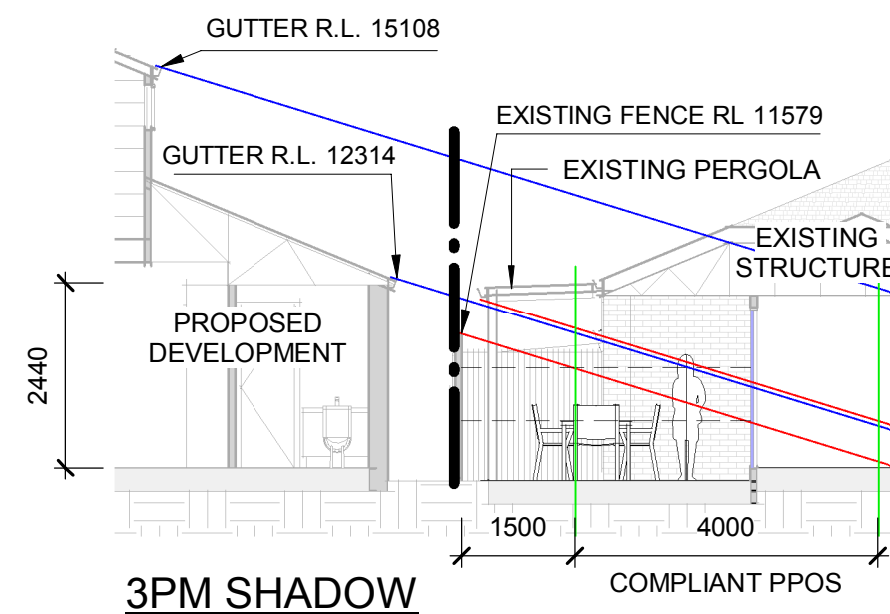 GUTTER R.L. 15108
EXISTING FENCE RL 11579
GUTTER R.L. 12314
EXISTING PERGOLA
EXISTING
STRUCTURE
PROPOSED
DEVELOPMENT
2440
1500
4000
3PM SHADOW
COMPLIANT PPOS